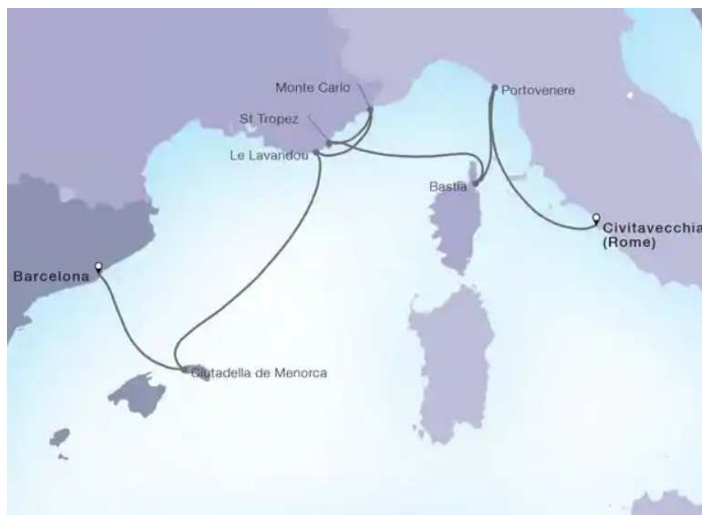 Monte Carlo
Portovenere
St Tropez
Le Lavandou
Bastia
Civitavecchia
(Rome)
Barcelona
Ciutadella de Menorca